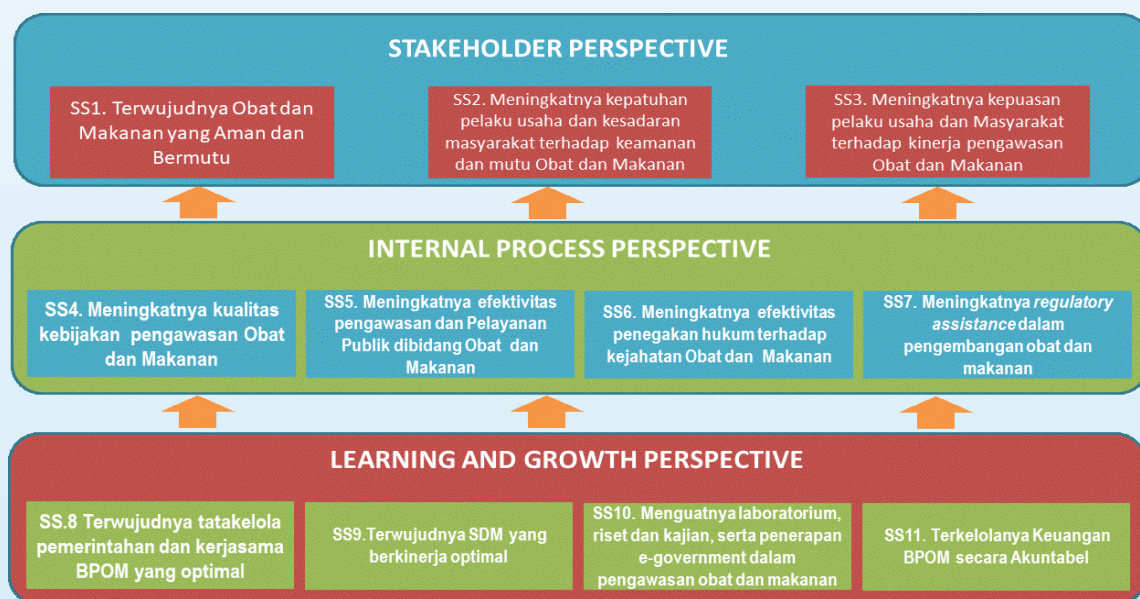 STAKEHOLDER PERSPECTIVE
SS1. Terwujudnya Obat dan
Makanan yang Aman dan
Bermutu
SS2. Meningkatnya kepatuhan
pelaku usaha dan kesadaran
masyarakat terhadap keamanan
dan mutu Obat dan Makanan
SS3. Meningkatnya kepuasan
pelaku usaha dan Masyarakat
terhadap kinerja pengawasan
Obat dan Makanan
INTERNAL PROCESS PERSPECTIVE
SS4. Meningkatnya kualitas
kebijakan pengawasan Obat
dan Makanan
SS5. Meningkatnya efektivitas
pengawasan dan Pelayanan
Publik dibidang Obat dan
Makanan
SS6. Meningkatnya efektivitas
penegakan hukum terhadap
kejahatan Obat dan Makanan
SS7. Meningkatnya regulatory
assistance dalam
pengembangan obat dan
makanan
LEARNING AND GROWTH PERSPECTIVE
SS.8 Terwujudnya tatakelola
pemerintahan dan kerjasama
BPOM yang optimal
SS9.Terwujudnya SDM yang
berkinerja optimal
SS10. Menguatnya laboratorium,
riset dan kajian, serta penerapan
e-government dalam
pengawasan obat dan makanan
SS11. Terkelolanya Keuangan
BPOM secara Akuntabel